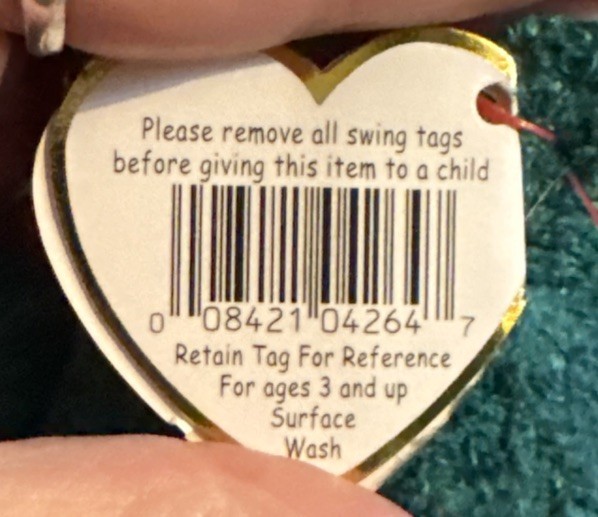 Please remove all swing tags
before giving this item to a child
0 08421 04264 7
Retain Tag For Reference
For ages 3 and up
Surface
Wash